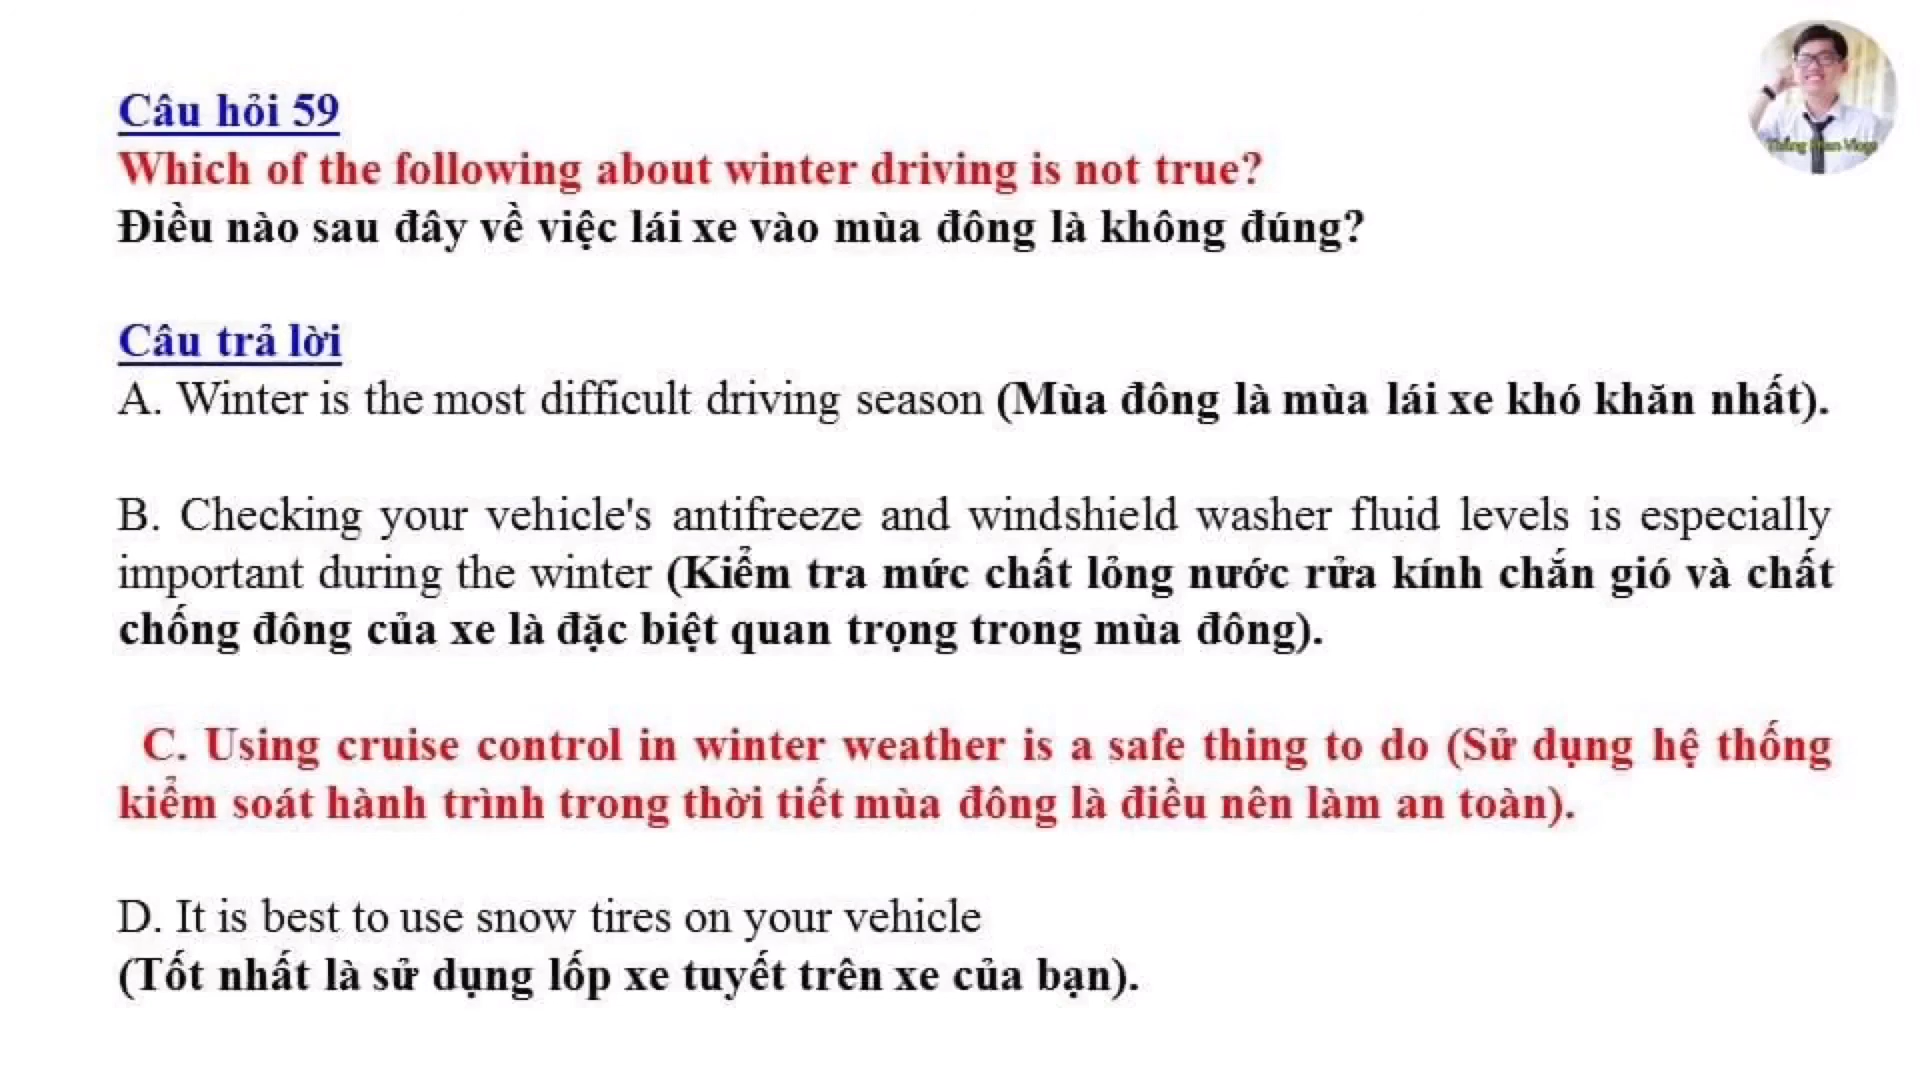 Câu hỏi 59
Which of the following about winter driving is not true?
Điều nào sau đây về việc lái xe vào mùa đông là không đúng?
Câu trả lời
A. Winter is the most difficult driving season (Mùa đông là mùa lái xe khó khăn nhất).
B. Checking your vehicle's antifreeze and windshield washer fluid levels is especially
important during the winter (Kiểm tra mức chất lỏng nước rửa kính chắn gió và chất
chống đông của xe là đặc biệt quan trọng trong mùa đông).
C. Using cruise control in winter weather is a safe thing to do (Sử dụng hệ thống
kiểm soát hành trình trong thời tiết mùa đông là điều nên làm an toàn).
D. It is best to use snow tires on your vehicle
(Tốt nhất là sử dụng lốp xe tuyết trên xe của bạn).